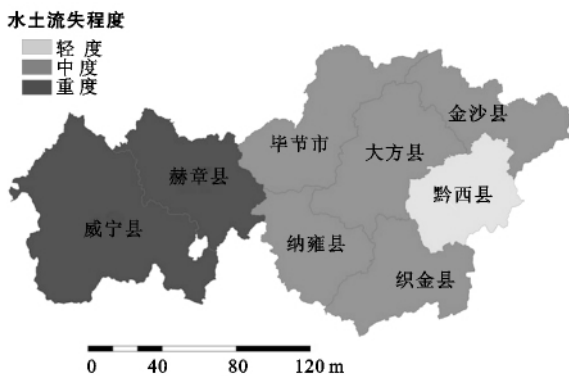 水土流失程度
轻 度
中度
重度
金沙县
毕节市
大方县
赫章县
黔西县
威宁县
纳雍县
织金县
0 40 80 120 m